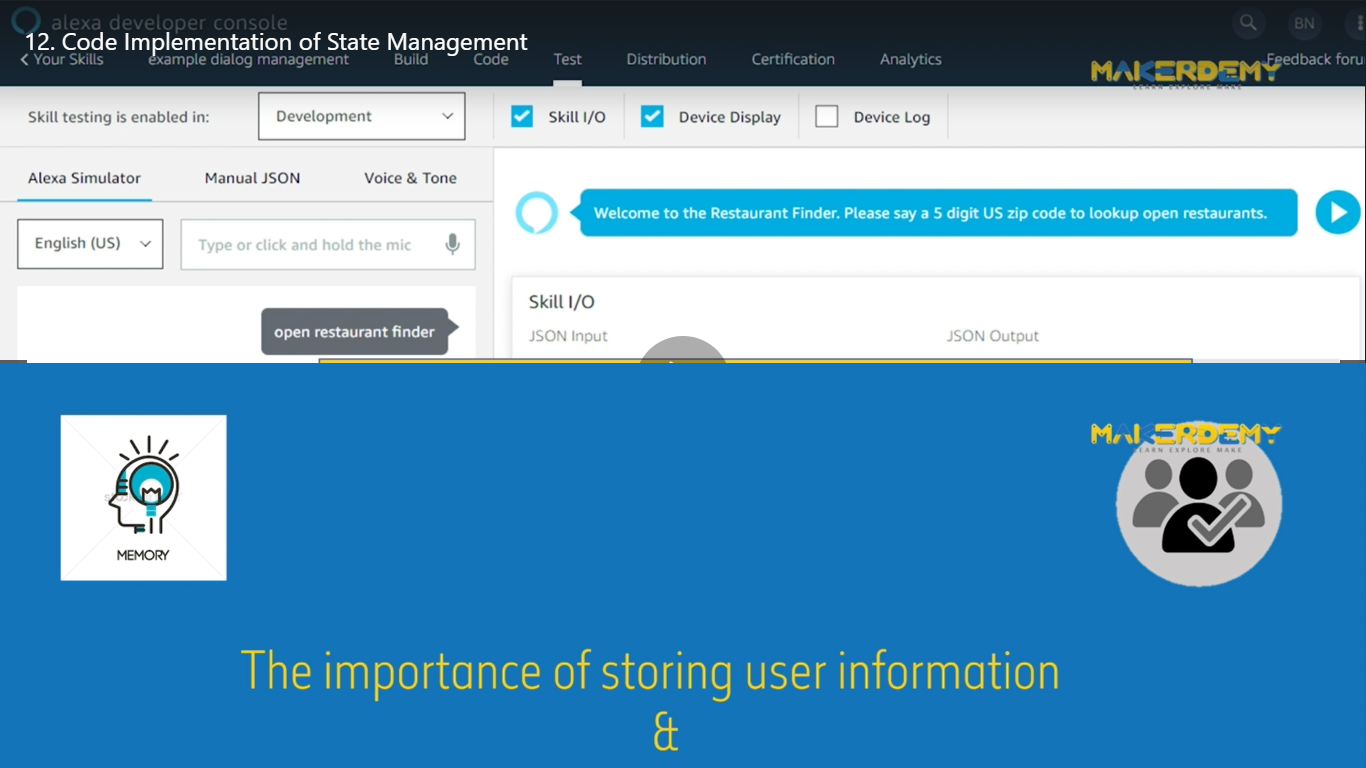 alexa developer console
BN
12. Code Implementation of State Management
Your Skills
example dialog management
Build
Code
Test
Distribution
Certification
Analytics
Feedback foru
MAKERDEMY
LEARN EXPLORE MAKE
Skill testing is enabled in:
Development
Skill I/O
Device Display
Device Log
Alexa Simulator
Manual JSON
Voice & Tone
Welcome to the Restaurant Finder. Please say a 5 digit US zip code to lookup open restaurants.
English (US)
Type or click and hold the mic
open restaurant finder
Skill I/O
JSON Input
JSON Output
MAKERDEMY
LEARN EXPLORE MAKE
MEMORY
The importance of storing user information
&